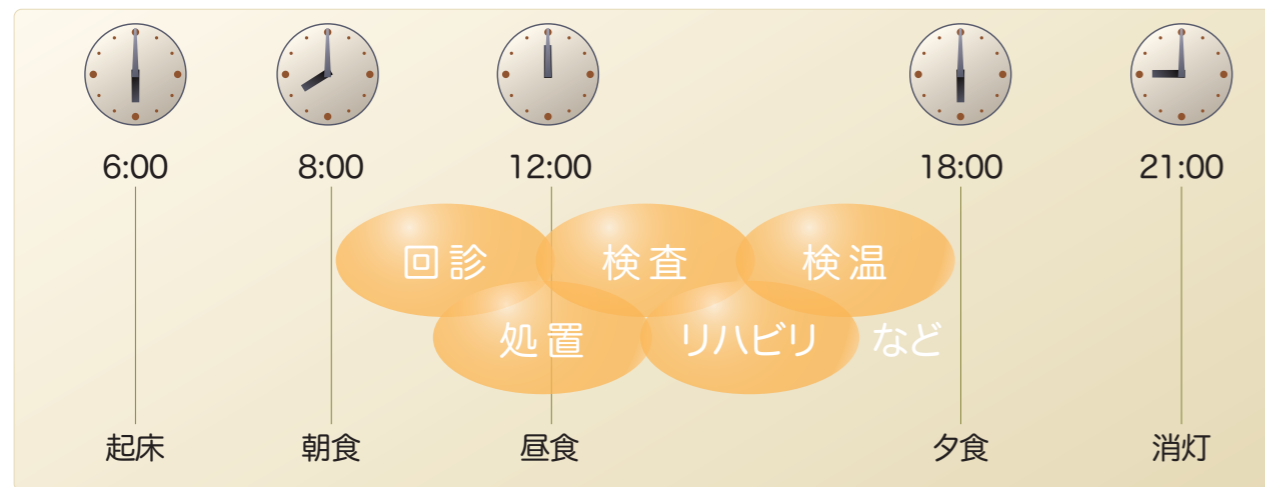 6:00 8:00 12:00 18:00 21:00
回診 検査 検温
処置 リハビリ など
起床 朝食 昼食 夕食 消灯